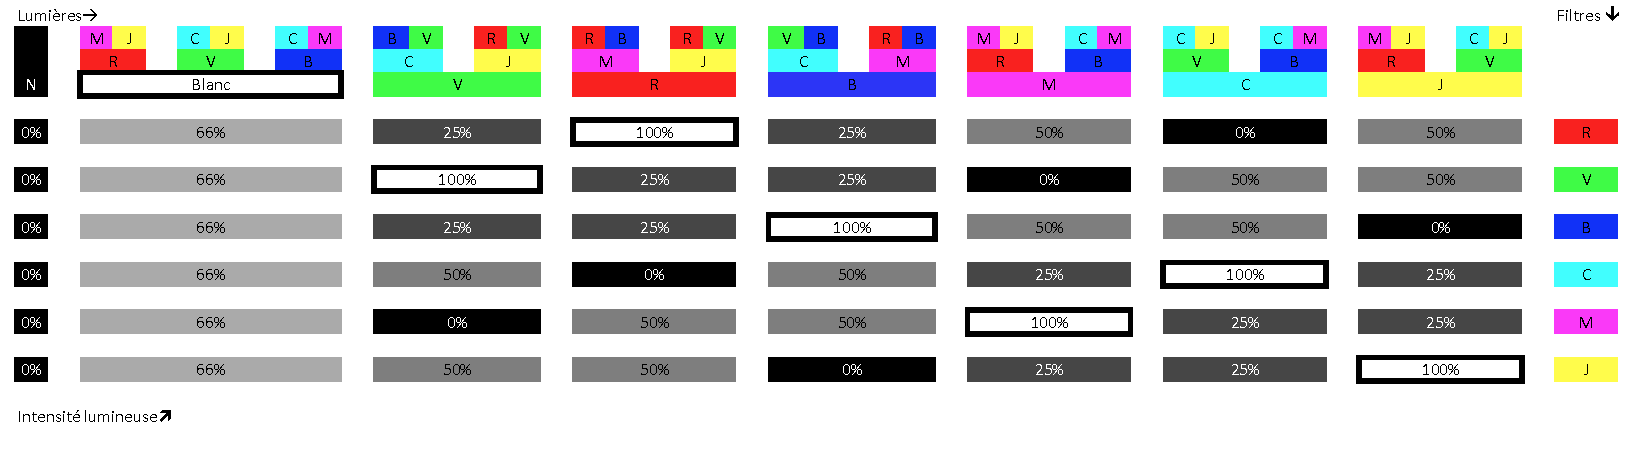 Lumières→ Filtres ↓
M J C J C M B V R V R B R V V B R B M J C M C J C M M J C J
R V B C J M J C M R B V B R V
N Blanc V R B M C J
0% 66% 25% 100% 25% 50% 0% 50% R
0% 66% 100% 25% 25% 0% 50% 50% V
0% 66% 25% 25% 100% 50% 50% 0% B
0% 66% 50% 0% 50% 25% 100% 25% C
0% 66% 0% 50% 50% 100% 25% 25% M
0% 66% 50% 50% 0% 25% 25% 100% J
Intensité lumineuse↗